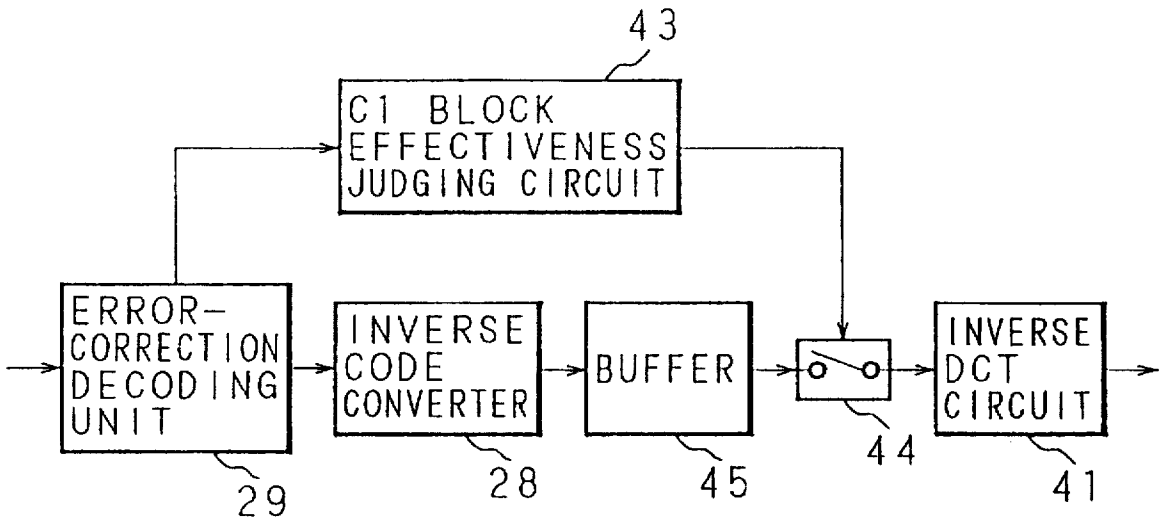 43
C1 BLOCK
EFFECTIVENESS
JUDGING CIRCUIT
ERROR-
CORRECTION
DECODING
UNIT
29
INVERSE
CODE
CONVERTER
28
BUFFER
45
44
INVERSE
DCT
CIRCUIT
41